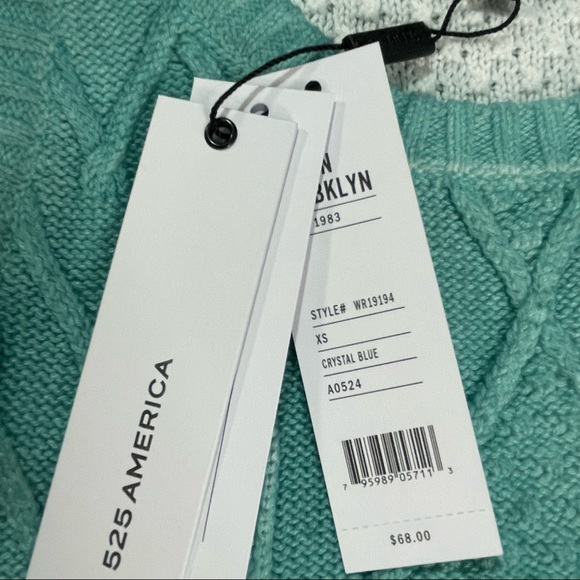 525 AMERICA
BKLYN
1983
STYLE# WR19194
XS
CRYSTAL BLUE
A0524
7 95989 05711 3
$68.00